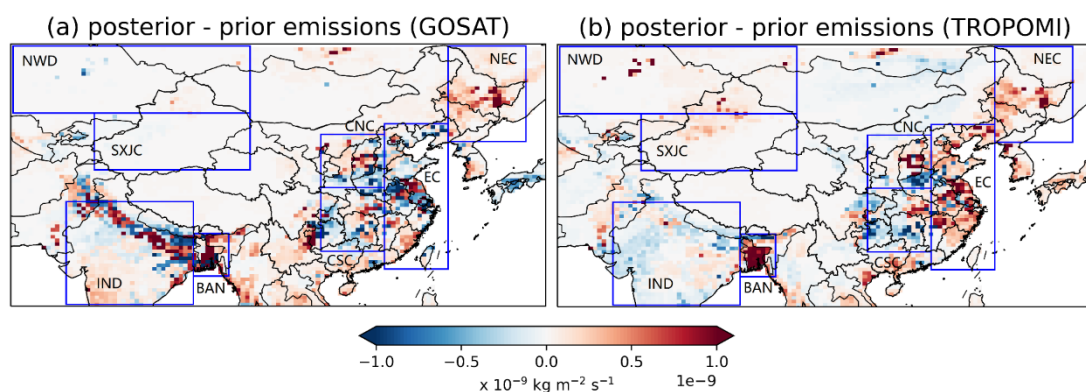 (a) posterior - prior emissions (GOSAT)
NWD
NEC
SXJC
CNC
EC
CSC
IND
BAN
(b) posterior - prior emissions (TROPOMI)
NWD
NEC
SXJC
CNC
EC
CSC
IND
BAN
−1.0 −0.5 0.0 0.5 1.0
x 10⁻⁹ kg m⁻² s⁻¹ 1e−9